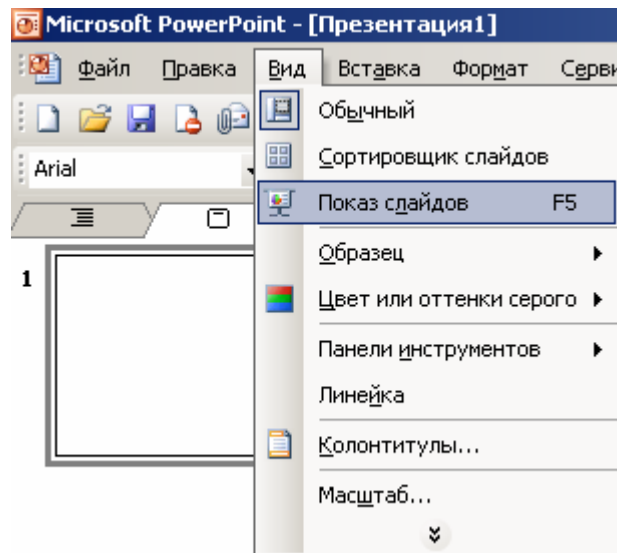 Microsoft PowerPoint - [Презентация1]
Файл Правка Вид Вставка Формат Серви
Arial
Обычный
Сортировщик слайдов
Показ слайдов F5
Образец
1
Цвет или оттенки серого
Панели инструментов
Линейка
Колонтитулы...
Масштаб...